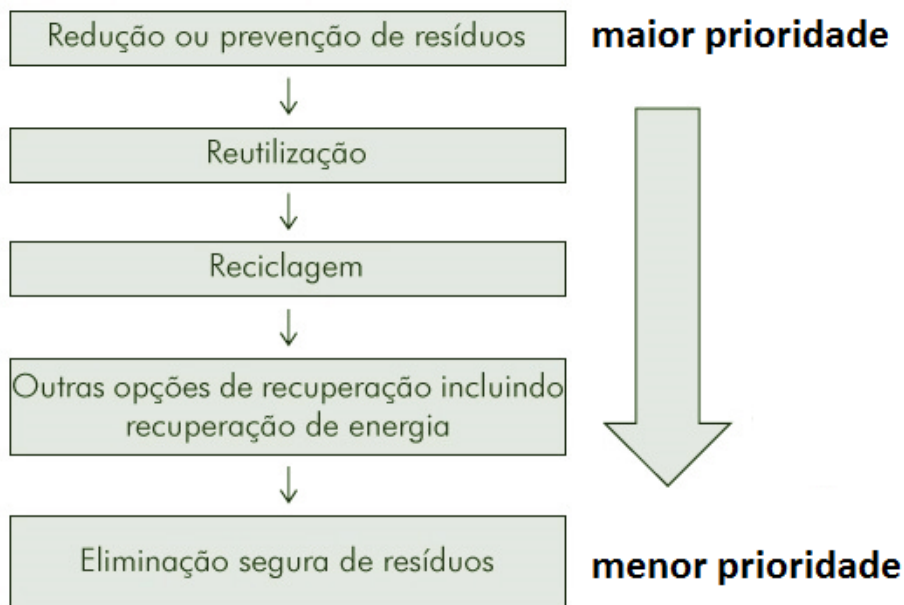 Redução ou prevenção de resíduos
maior prioridade
Reutilização
Reciclagem
Outras opções de recuperação incluindo
recuperação de energia
Eliminação segura de resíduos
menor prioridade